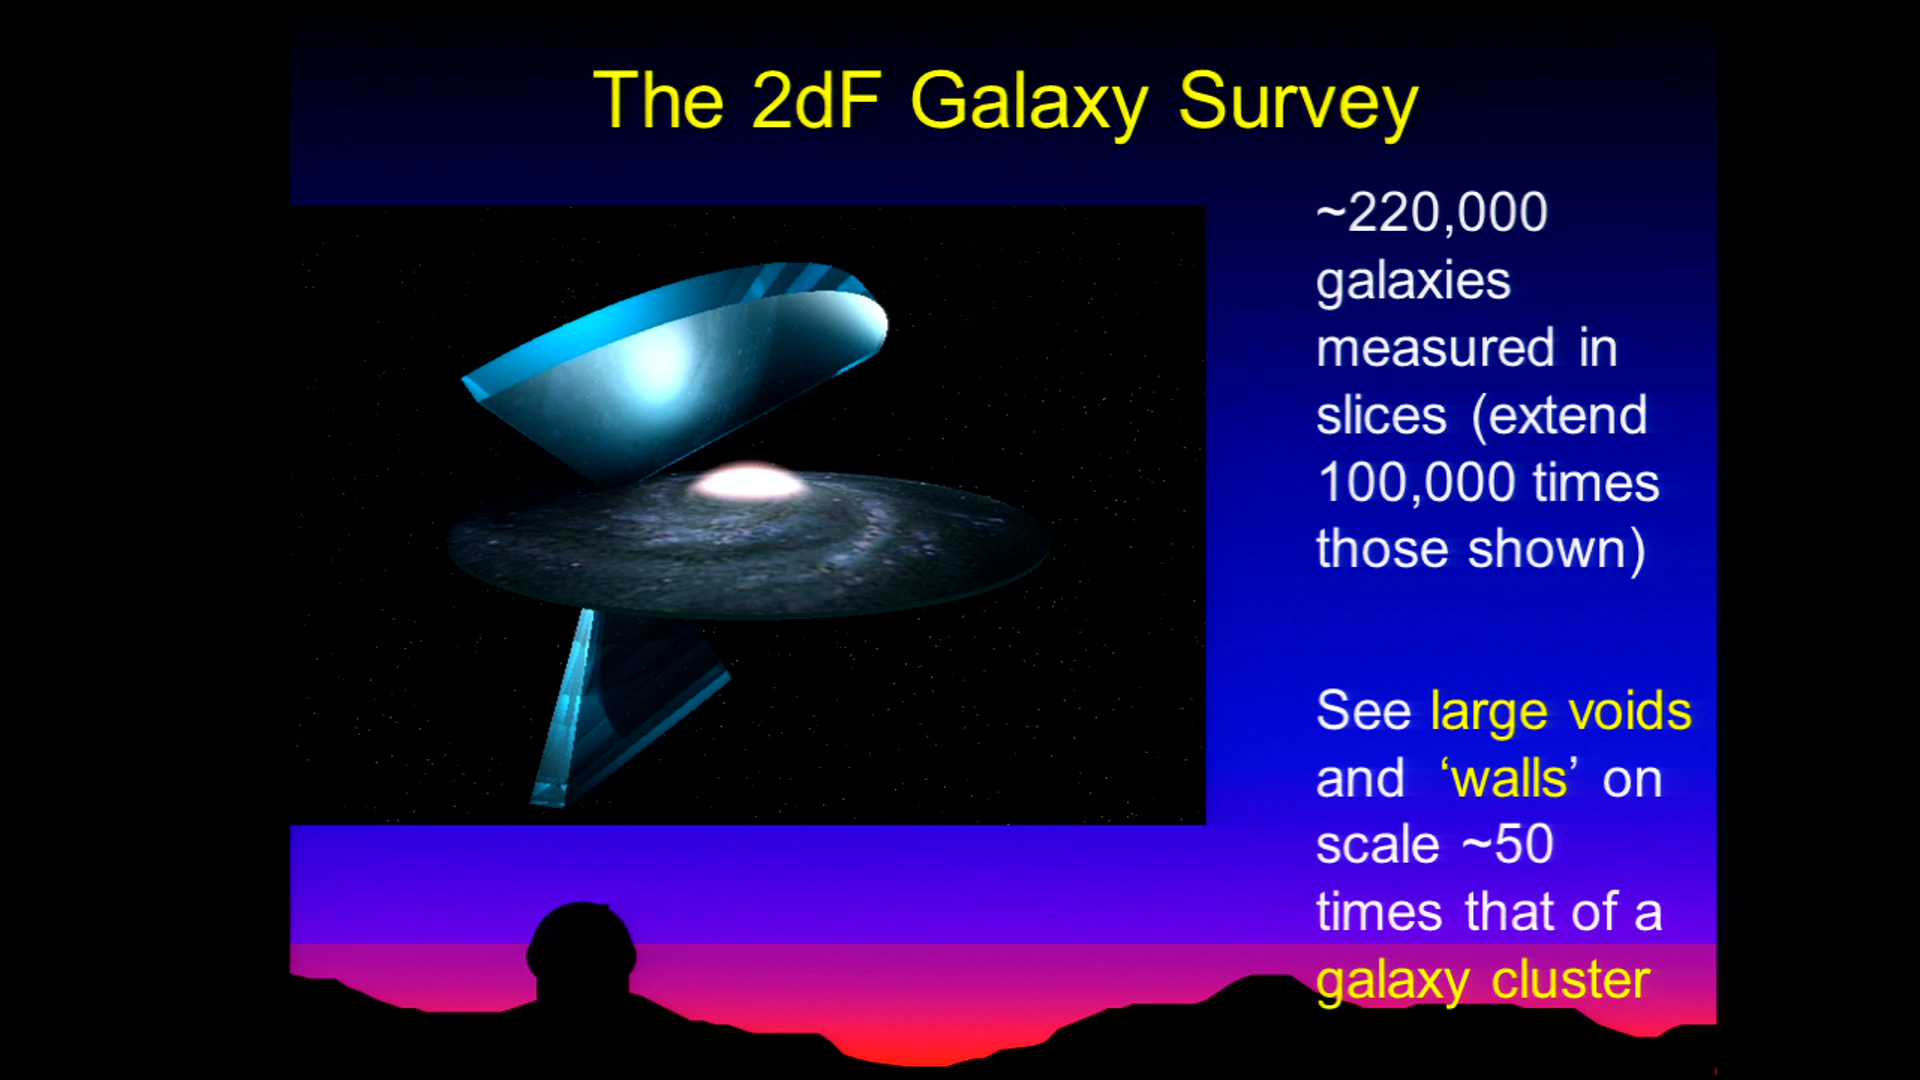 The 2dF Galaxy Survey
~220,000
galaxies
measured in
slices (extend
100,000 times
those shown)
See large voids
and ‘walls’ on
scale ~50
times that of a
galaxy cluster